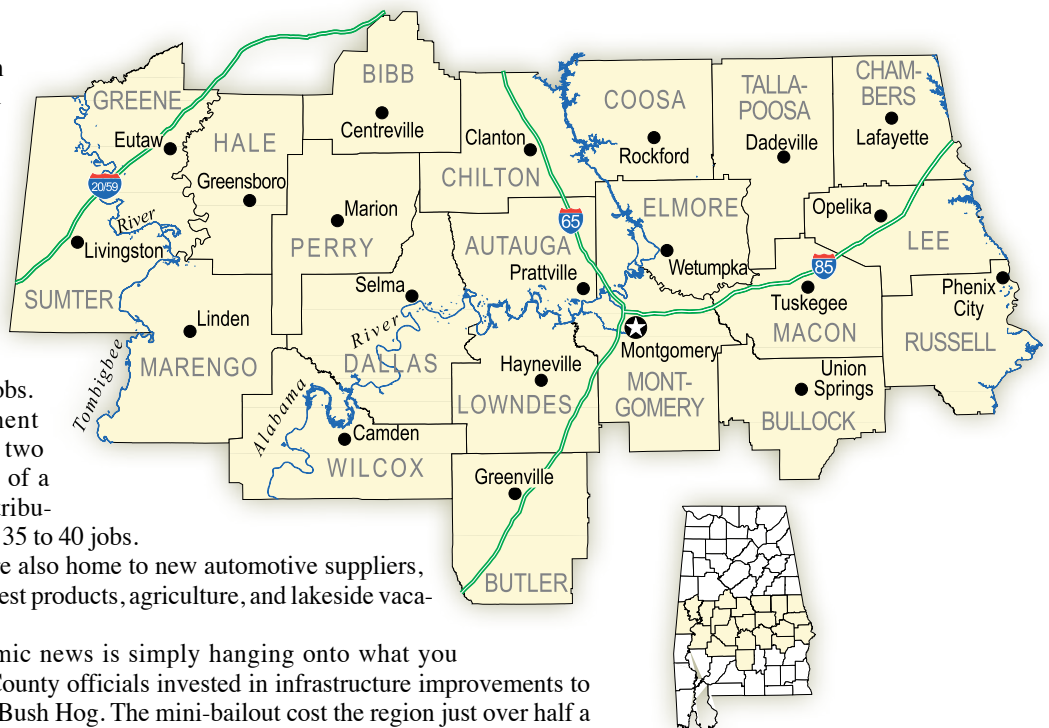 BIBB
GREENE
COOSA
TALLA-
POOSA
CHAM-
BERS
Centreville
Eutaw
HALE
Clanton
Rockford
Dadeville
Lafayette
20/59
Greensboro
CHILTON
River
Marion
65
ELMORE
Opelika
Livingston
PERRY
AUTAUGA
LEE
Prattville
Wetumpka
85
SUMTER
Selma
Tuskegee
Phenix
City
Linden
River
MACON
Tombigbee
MARENGO
DALLAS
Hayneville
Montgomery
RUSSELL
Union
Springs
Alabama
LOWNDES
MONT-
GOMERY
BULLOCK
Camden
WILCOX
Greenville
BUTLER
obs.
ment
two
of a
tribu-
35 to 40 jobs.
re also home to new automotive suppliers,
est products, agriculture, and lakeside vaca-
mic news is simply hanging onto what you
County officials invested in infrastructure improvements to
Bush Hog. The mini-bailout cost the region just over half a